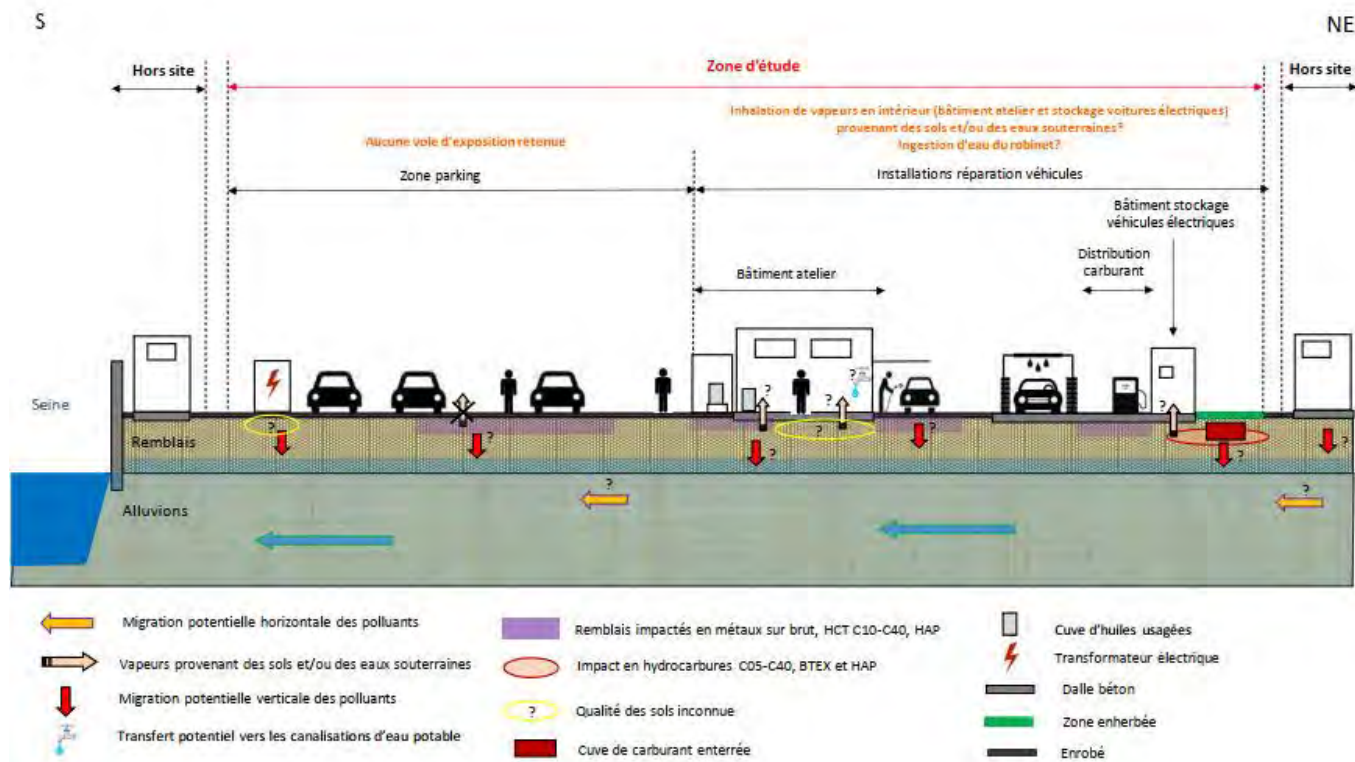 S
NE
Hors site
Zone d'étude
Hors site
Inhalation de vapeurs en intérieur (bâtiment atelier et stockage voitures électriques)
provenant des sols et/ou des eaux souterraines?
Ingestion d'eau du robinet?
Aucune voie d'exposition retenue
Zone parking
Installations réparation véhicules
Bâtiment stockage
véhicules électriques
Distribution
carburant
Bâtiment atelier
Seine
?
?
?
Remblais
?
?
?
?
?
?
?
?
?
?
Alluvions
Migration potentielle horizontale des polluants
Vapeurs provenant des sols et/ou des eaux souterraines
Migration potentielle verticale des polluants
Transfert potentiel vers les canalisations d'eau potable
Remblais impactés en métaux sur brut, HCT C10-C40, HAP
Impact en hydrocarbures C05-C40, BTEX et HAP
? Qualité des sols inconnue
Cuve de carburant enterrée
Cuve d'huiles usagées
Transformateur électrique
Dalle béton
Zone enherbée
Enrobé